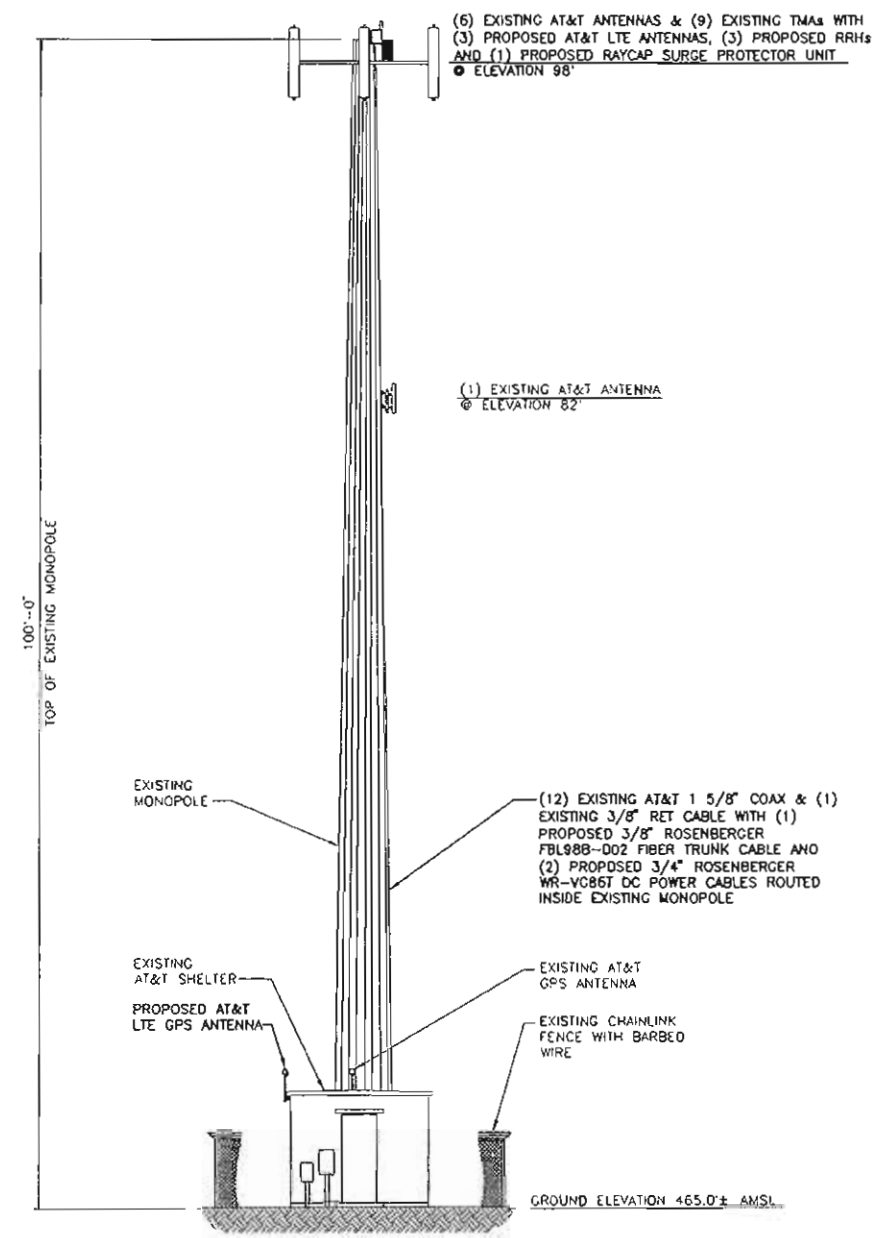 (6) EXISTING AT&T ANTENNAS & (9) EXISTING TMAs WITH
(3) PROPOSED AT&T LTE ANTENNAS, (3) PROPOSED RRHs
AND (1) PROPOSED RAYCAP SURGE PROTECTOR UNIT
@ ELEVATION 98'
(1) EXISTING AT&T ANTENNA
@ ELEVATION 82'
100'-0"
TOP OF EXISTING MONOPOLE
EXISTING
MONOPOLE
(12) EXISTING AT&T 1 5/8" COAX & (1)
EXISTING 3/8" RET CABLE WITH (1)
PROPOSED 3/8" ROSENBERGER
FBL98B-002 FIBER TRUNK CABLE AND
(2) PROPOSED 3/4" ROSENBERGER
WR-VG86T DC POWER CABLES ROUTED
INSIDE EXISTING MONOPOLE
EXISTING
AT&T SHELTER
PROPOSED AT&T
LTE GPS ANTENNA
EXISTING AT&T
GPS ANTENNA
EXISTING CHAINLINK
FENCE WITH BARBED
WIRE
GROUND ELEVATION 465.0'± AMSL